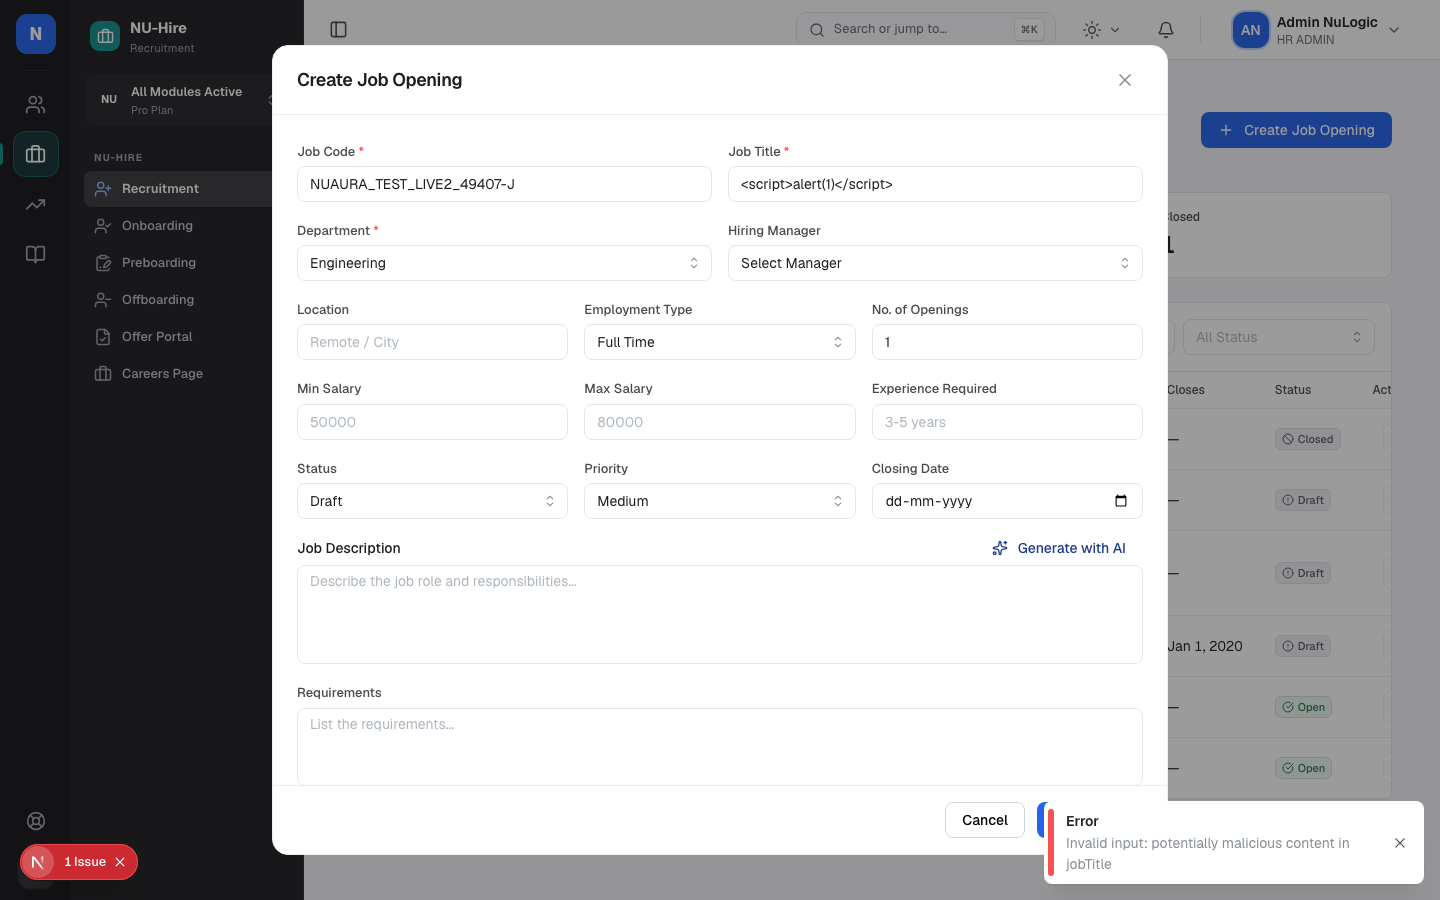 N
NU-Hire
Recruitment
NU
All Modules Active
Pro Plan
NU-HIRE
Recruitment
Onboarding
Preboarding
Offboarding
Offer Portal
Careers Page
N
1 Issue
Search or jump to...
⌘K
AN
Admin NuLogic
HR ADMIN
Create Job Opening
Closed
1
All Status
Closes
Status
Act
—
Closed
—
Draft
—
Draft
Jan 1, 2020
Draft
—
Open
—
Open
Create Job Opening
Job Code *
NUAURA_TEST_LIVE2_49407-J
Job Title *
<script>alert(1)</script>
Department *
Engineering
Hiring Manager
Select Manager
Location
Remote / City
Employment Type
Full Time
No. of Openings
1
Min Salary
50000
Max Salary
80000
Experience Required
3-5 years
Status
Draft
Priority
Medium
Closing Date
dd-mm-yyyy
Job Description
Generate with AI
Describe the job role and responsibilities...
Requirements
List the requirements...
Cancel
Error
Invalid input: potentially malicious content in
jobTitle